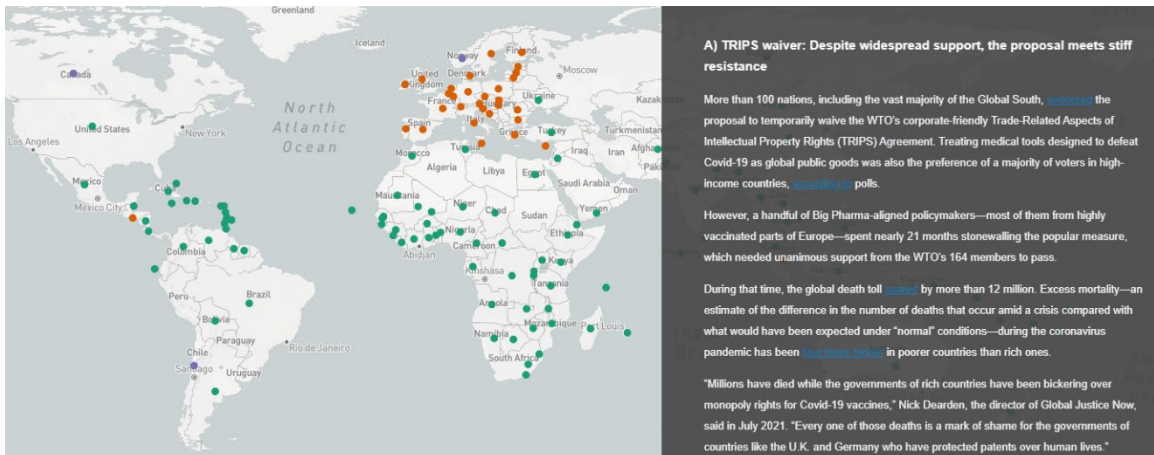 Greenland
Iceland
Norway
Finland
Canada
United
Kingdom
Denmark
Moscow
Ukraine
Kazak
North
Atlantic
Ocean
France
Hungary
Italy
United States
New York
Los Angeles
Spain
Greece
Turkey
Turkmenistan
Morocco
Tunisia
Iraq
Iran
Afghan
Algeria
Libya
Egypt
Saudi Arabia
Oman
Mexico
Mexico City
Cuba
Mauritania
Niger
Chad
Sudan
Yemen
Nigeria
Ethiopia
Abidjan
Cameroon
Colombia
Kinshasa
Kenya
Tanzania
Peru
Brazil
Angola
Bolivia
Mozambique
Namibia
Port Louis
Paraguay
Rio de Janeiro
Chile
South Africa
Santiago
Uruguay
A) TRIPS waiver: Despite widespread support, the proposal meets stiff
resistance
More than 100 nations, including the vast majority of the Global South, endorsed the
proposal to temporarily waive the WTO's corporate-friendly Trade-Related Aspects of
Intellectual Property Rights (TRIPS) Agreement. Treating medical tools designed to defeat
Covid-19 as global public goods was also the preference of a majority of voters in high-
income countries, according to polls.
However, a handful of Big Pharma-aligned policymakers—most of them from highly
vaccinated parts of Europe—spent nearly 21 months stonewalling the popular measure,
which needed unanimous support from the WTO's 164 members to pass.
During that time, the global death toll soared by more than 12 million. Excess mortality—an
estimate of the difference in the number of deaths that occur amid a crisis compared with
what would have been expected under "normal" conditions—during the coronavirus
pandemic has been four times higher in poorer countries than rich ones.
"Millions have died while the governments of rich countries have been bickering over
monopoly rights for Covid-19 vaccines," Nick Dearden, the director of Global Justice Now,
said in July 2021. "Every one of those deaths is a mark of shame for the governments of
countries like the U.K. and Germany who have protected patents over human lives."